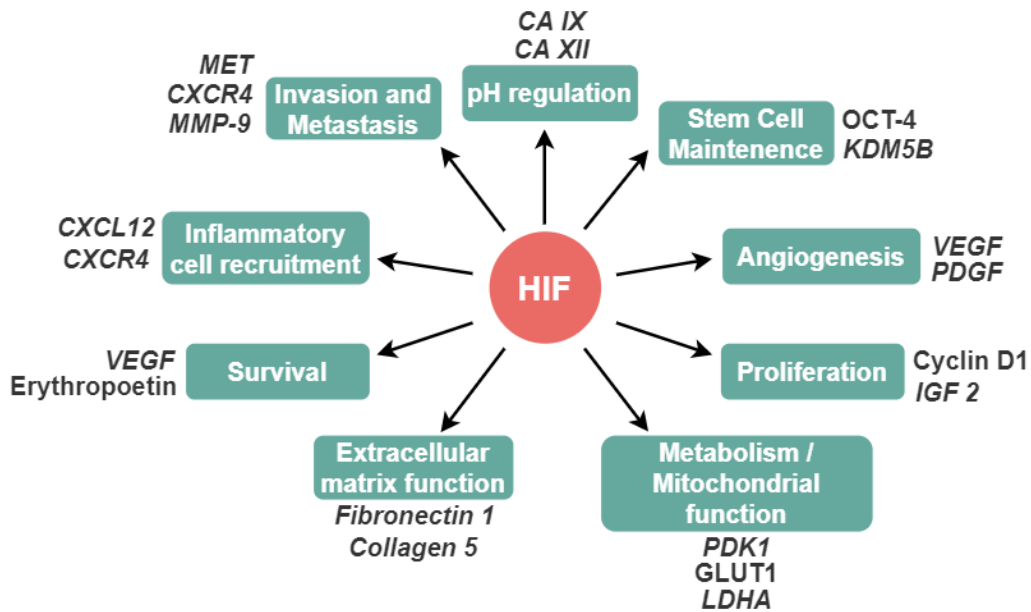 CA IX
CA XII
pH regulation
MET
CXCR4
MMP-9
Invasion and
Metastasis
Stem Cell
Maintenence
OCT-4
KDM5B
CXCL12
CXCR4
Inflammatory
cell recruitment
HIF
Angiogenesis
VEGF
PDGF
VEGF
Erythropoetin
Survival
Proliferation
Cyclin D1
IGF 2
Extracellular
matrix function
Fibronectin 1
Collagen 5
Metabolism /
Mitochondrial
function
PDK1
GLUT1
LDHA